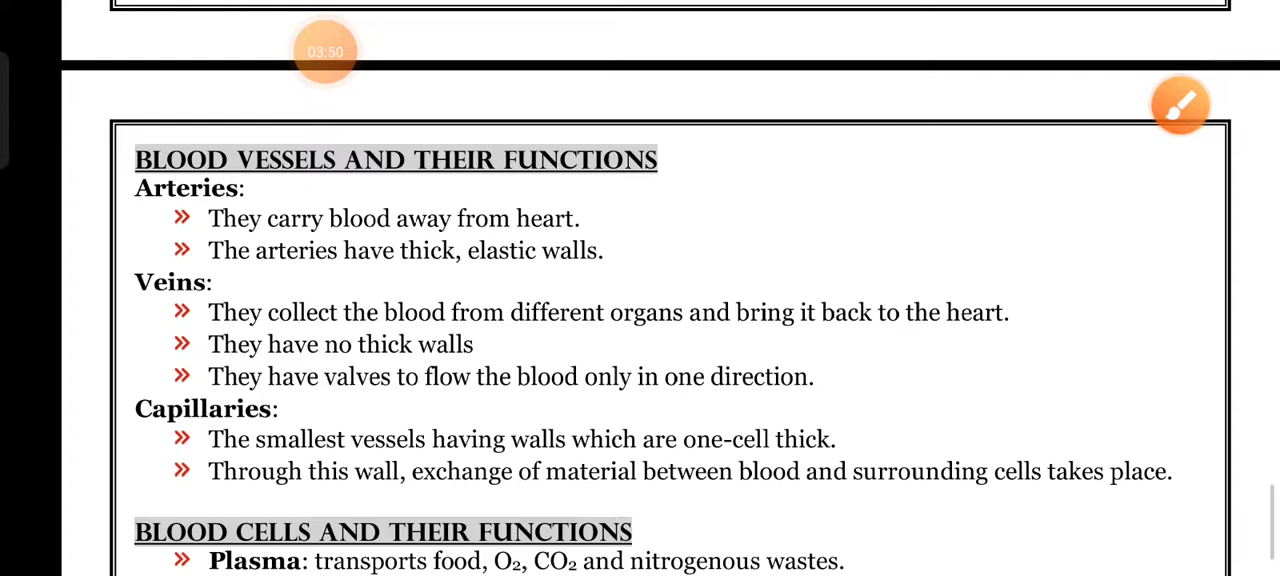 03:50
BLOOD VESSELS AND THEIR FUNCTIONS
Arteries:
» They carry blood away from heart.
» The arteries have thick, elastic walls.
Veins:
» They collect the blood from different organs and bring it back to the heart.
» They have no thick walls
» They have valves to flow the blood only in one direction.
Capillaries:
» The smallest vessels having walls which are one-cell thick.
» Through this wall, exchange of material between blood and surrounding cells takes place.
BLOOD CELLS AND THEIR FUNCTIONS
» Plasma: transports food, O₂, CO₂ and nitrogenous wastes.